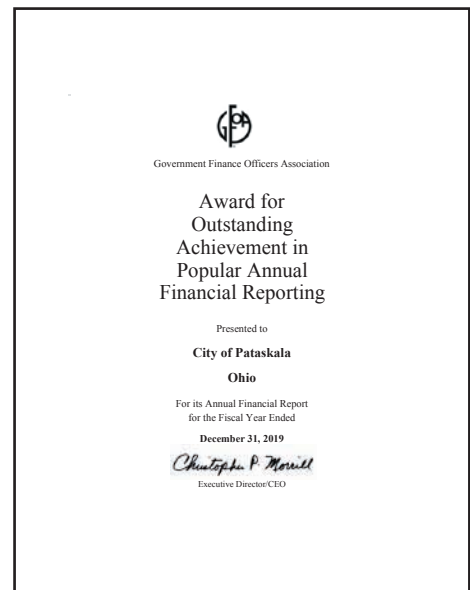 GFOA
Government Finance Officers Association
Award for
Outstanding
Achievement in
Popular Annual
Financial Reporting
Presented to
City of Pataskala
Ohio
For its Annual Financial Report
for the Fiscal Year Ended
December 31, 2019
Christopher P. Morrill
Executive Director/CEO